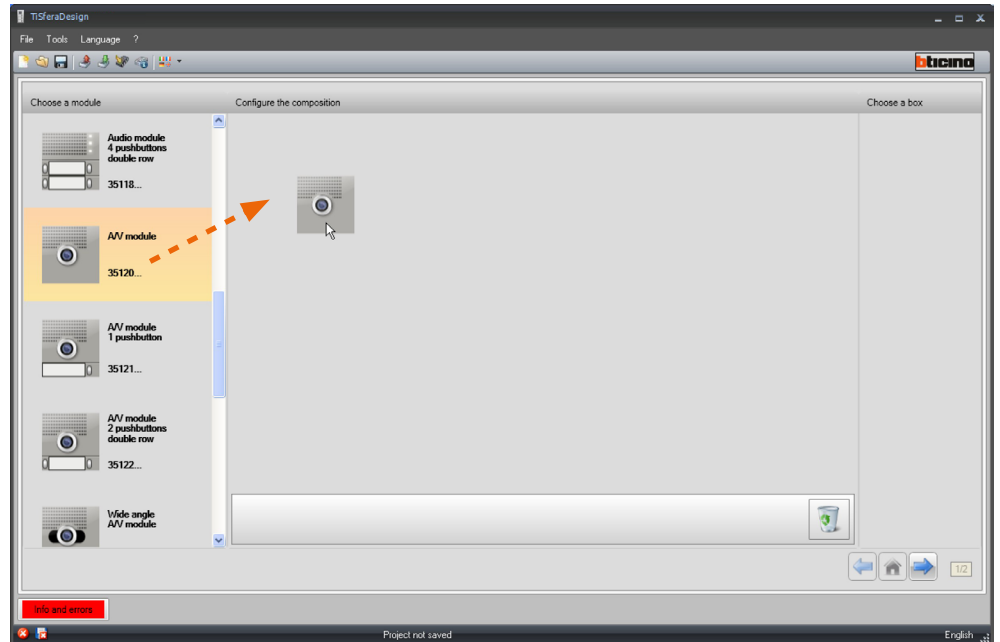 TiSferaDesign
File Tools Language ?
bticino
Choose a module
Configure the composition
Choose a box
Audio module
4 pushbuttons
double row
35118...
A/V module
35120...
A/V module
1 pushbutton
35121...
A/V module
2 pushbuttons
double row
35122...
Wide angle
A/V module
1/2
Info and errors
Project not saved
English